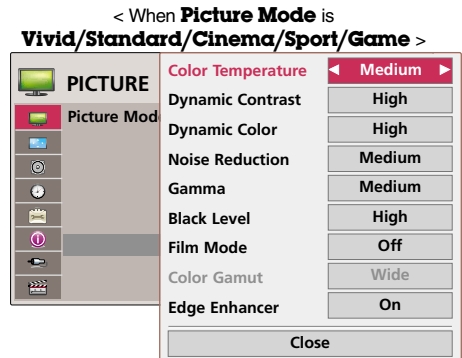 < When Picture Mode is
Vivid/Standard/Cinema/Sport/Game >
PICTURE
Picture Mod
Color Temperature ◄ Medium ►
Dynamic Contrast High
Dynamic Color High
Noise Reduction Medium
Gamma Medium
Black Level High
Film Mode Off
Color Gamut Wide
Edge Enhancer On
Close